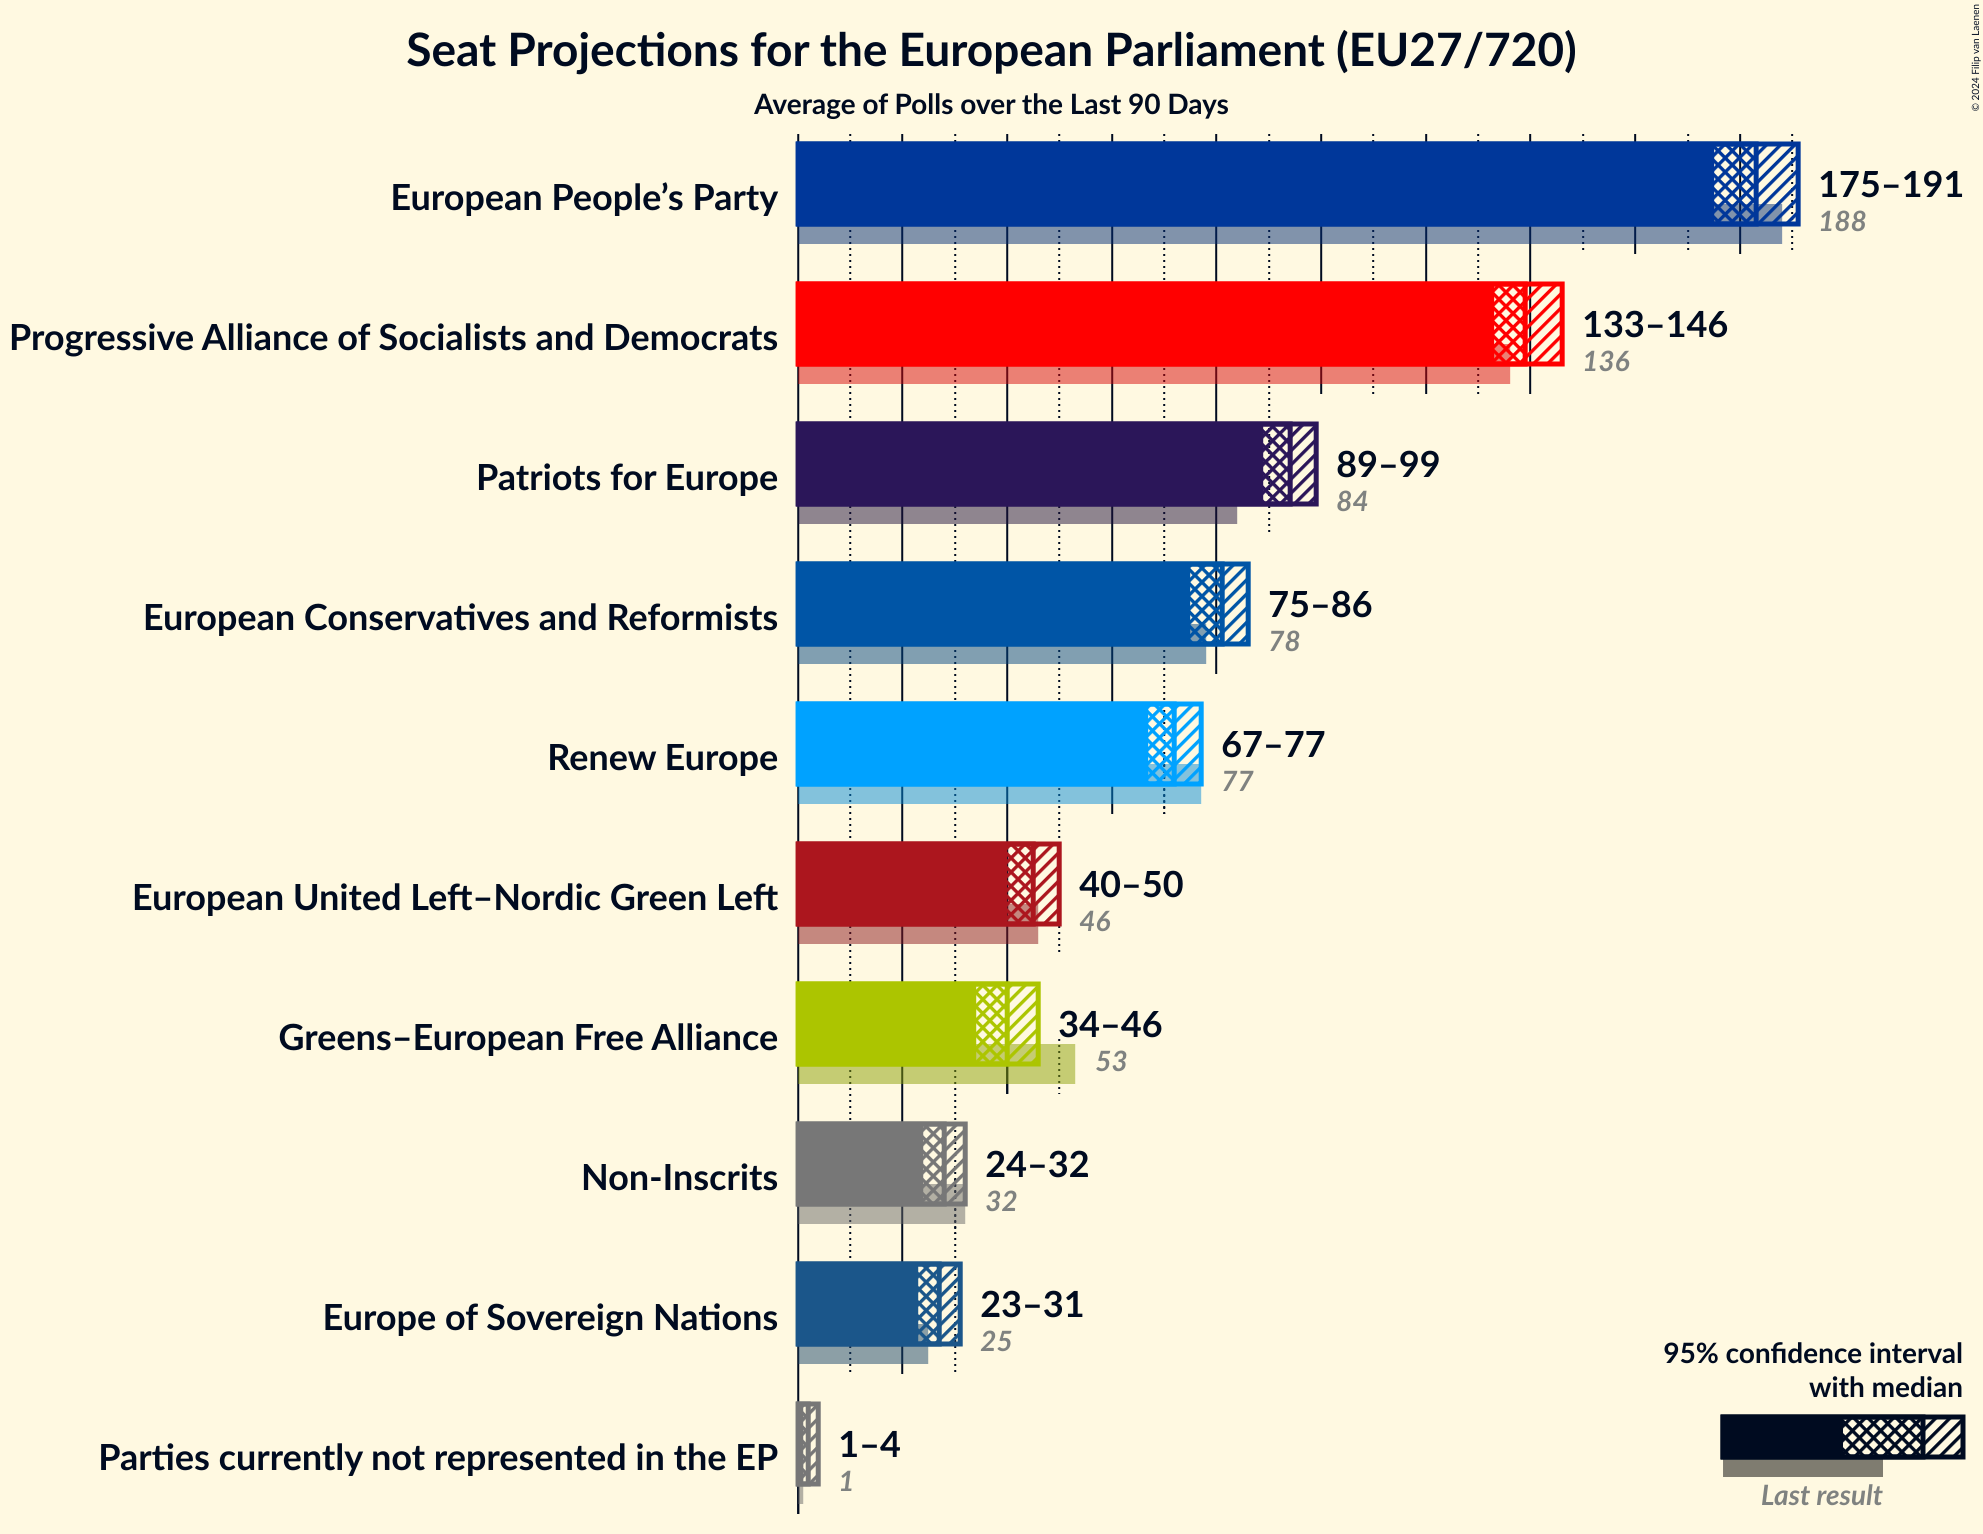 Seat Projections for the European Parliament (EU27/720)
Average of Polls over the Last 90 Days
© 2024 Filip van Laenen
European People’s Party
175–191
188
Progressive Alliance of Socialists and Democrats
133–146
136
Patriots for Europe
89–99
84
European Conservatives and Reformists
75–86
78
Renew Europe
67–77
77
European United Left–Nordic Green Left
40–50
46
Greens–European Free Alliance
34–46
53
Non-Inscrits
24–32
32
Europe of Sovereign Nations
23–31
25
Parties currently not represented in the EP
1–4
1
95% confidence interval
with median
Last result